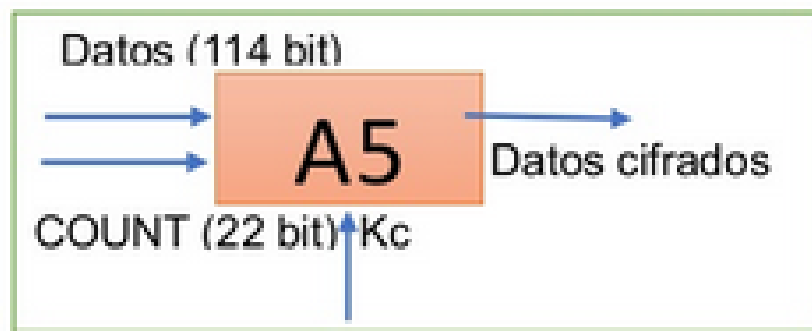 Datos (114 bit)
A5
Datos cifrados
COUNT (22 bit) Kc